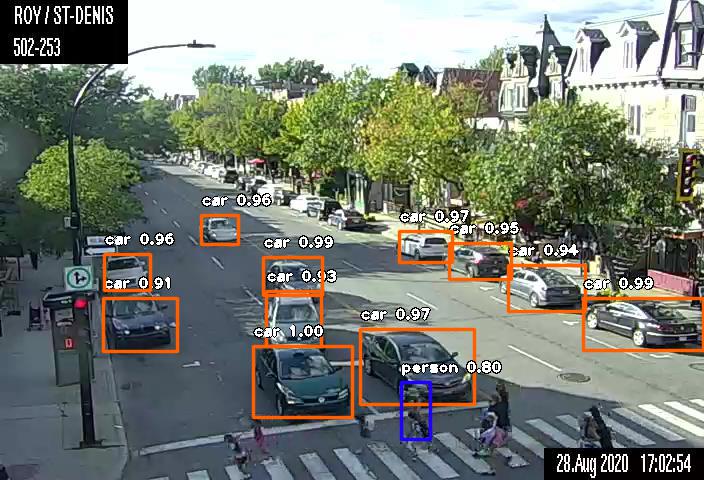 ROY / ST-DENIS
502-253
car 0.96
car 0.97
car 0.95
car 0.96
car 0.99
car 0.94
car 0.93
car 0.91
car 0.99
car 0.97
car 1.00
person 0.80
28.Aug 2020 17:02:54